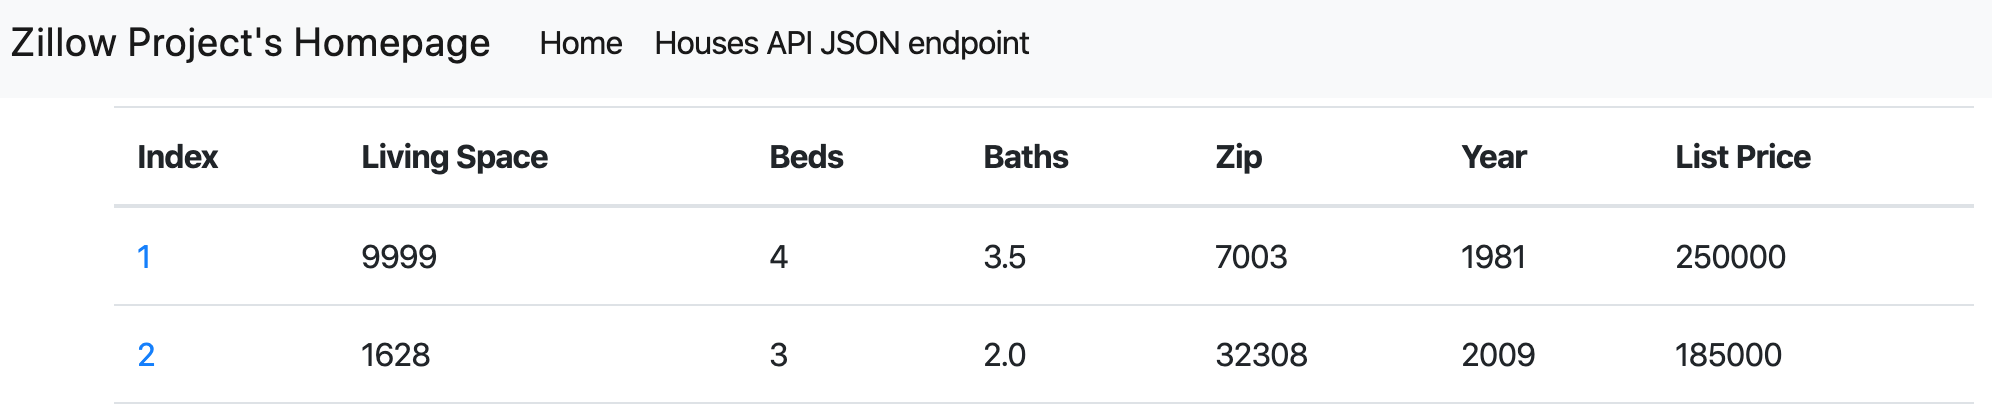 Zillow Project's Homepage Home Houses API JSON endpoint
Index Living Space Beds Baths Zip Year List Price
1 9999 4 3.5 7003 1981 250000
2 1628 3 2.0 32308 2009 185000